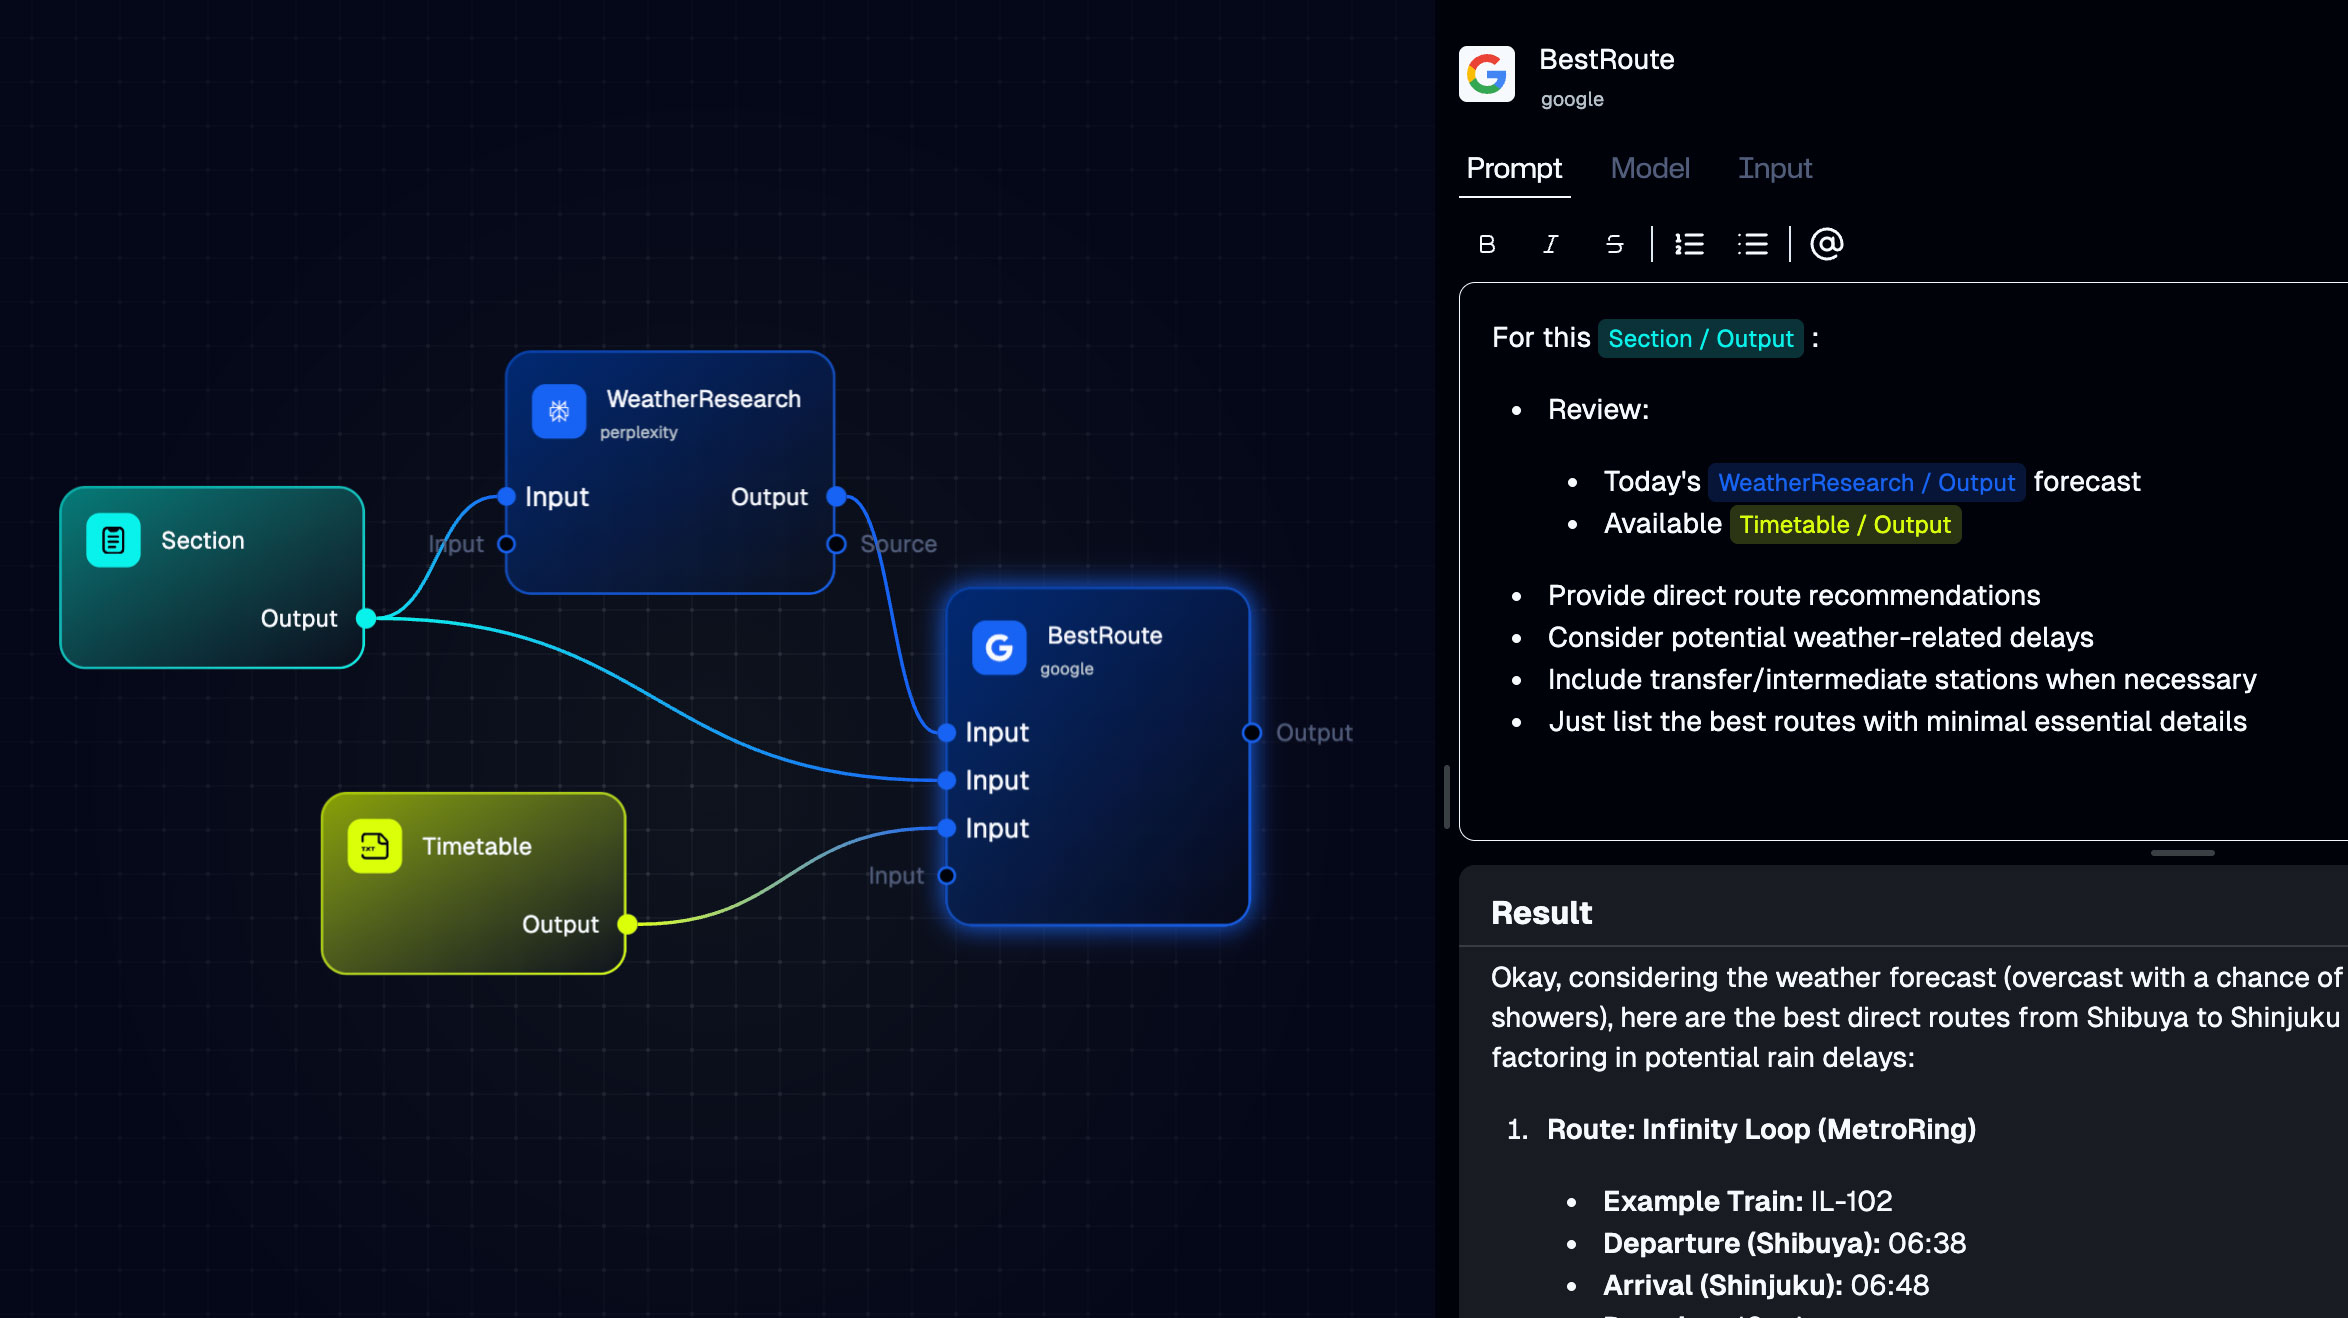 Section
Output
WeatherResearch
perplexity
Input
Output
Input
Source
Timetable
Output
BestRoute
google
Input
Input
Input
Input
Output
BestRoute
google
Prompt Model Input
B I S @
For this Section / Output :
• Review:
• Today's WeatherResearch / Output forecast
• Available Timetable / Output
• Provide direct route recommendations
• Consider potential weather-related delays
• Include transfer/intermediate stations when necessary
• Just list the best routes with minimal essential details
Result
Okay, considering the weather forecast (overcast with a chance of
showers), here are the best direct routes from Shibuya to Shinjuku
factoring in potential rain delays:
1. Route: Infinity Loop (MetroRing)
• Example Train: IL-102
• Departure (Shibuya): 06:38
• Arrival (Shinjuku): 06:48